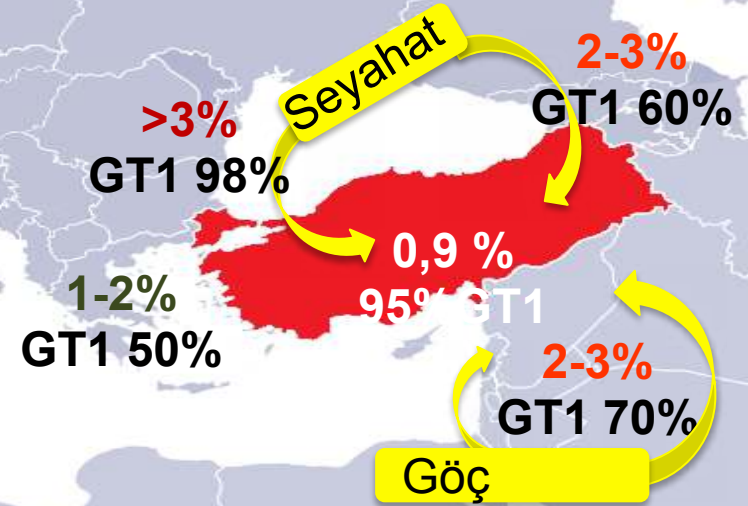 Seyahat
2-3%
GT1 60%
>3%
GT1 98%
0,9 %
95% GT1
1-2%
GT1 50%
2-3%
GT1 70%
Göç